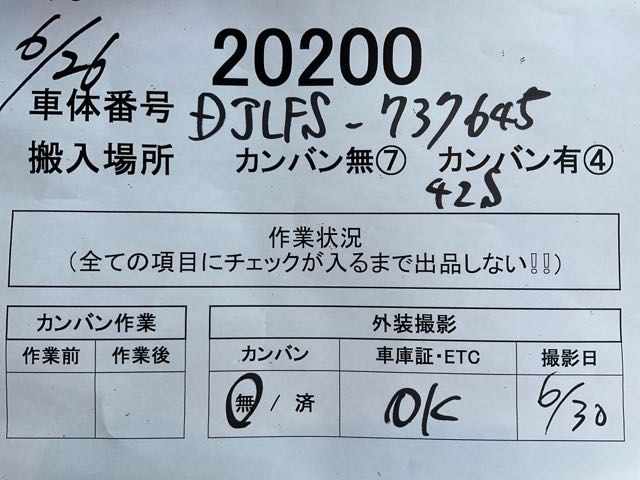 6/26
20200
車体番号 DJLFS-737645
搬入場所 カンバン無⑦ カンバン有④
42S
作業状況
(全ての項目にチェックが入るまで出品しない!!)
カンバン作業 外装撮影
作業前 作業後 カンバン 車庫証・ETC 撮影日
無 / 済 OK 6/30